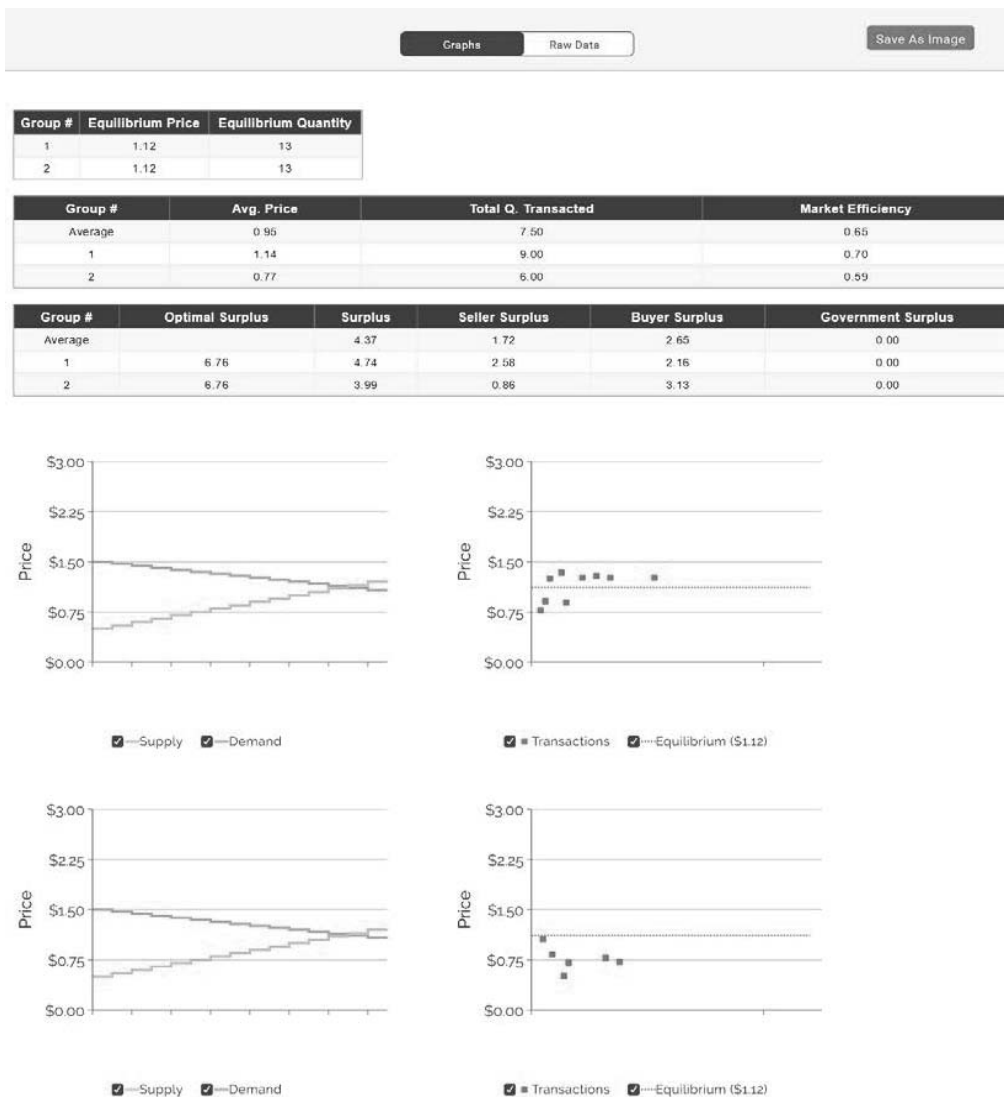 Graphs Raw Data Save As Image
Group # Equilibrium Price Equilibrium Quantity
1 1.12 13
2 1.12 13
Group # Avg. Price Total Q. Transacted Market Efficiency
Average 0.95 7.50 0.65
1 1.14 9.00 0.70
2 0.77 6.00 0.59
Group # Optimal Surplus Surplus Seller Surplus Buyer Surplus Government Surplus
Average 4.37 1.72 2.65 0.00
1 6.76 4.74 2.58 2.16 0.00
2 6.76 3.99 0.86 3.13 0.00
$3.00
$2.25
$1.50
$0.75
$0.00
Price
Supply Demand
$3.00
$2.25
$1.50
$0.75
$0.00
Price
Transactions Equilibrium ($1.12)
$3.00
$2.25
$1.50
$0.75
$0.00
Price
Supply Demand
$3.00
$2.25
$1.50
$0.75
$0.00
Price
Transactions Equilibrium ($1.12)